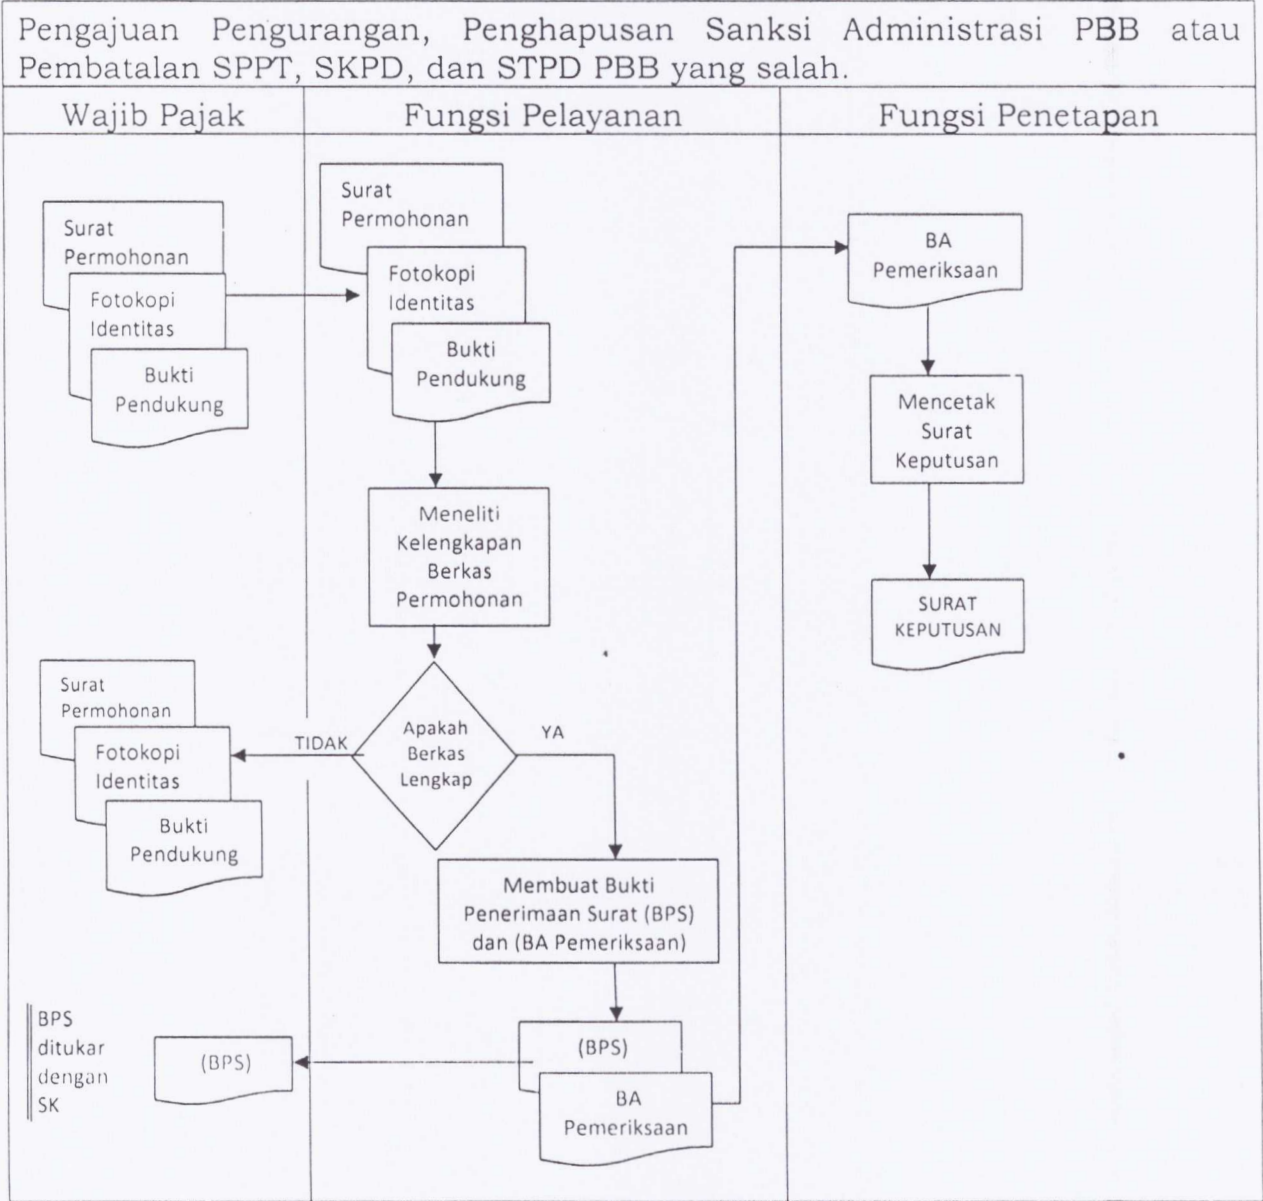 Pengajuan Pengurangan, Penghapusan Sanksi Administrasi PBB atau
Pembatalan SPPT, SKPD, dan STPD PBB yang salah.
Wajib Pajak
Fungsi Pelayanan
Fungsi Penetapan
Surat
Permohonan
Fotokopi
Identitas
Bukti
Pendukung
Surat
Permohonan
Fotokopi
Identitas
Bukti
Pendukung
Meneliti
Kelengkapan
Berkas
Permohonan
Apakah
Berkas
Lengkap
TIDAK
YA
Surat
Permohonan
Fotokopi
Identitas
Bukti
Pendukung
Membuat Bukti
Penerimaan Surat (BPS)
dan (BA Pemeriksaan)
(BPS)
BA
Pemeriksaan
(BPS)
BPS
ditukar
dengan
SK
BA
Pemeriksaan
Mencetak
Surat
Keputusan
SURAT
KEPUTUSAN